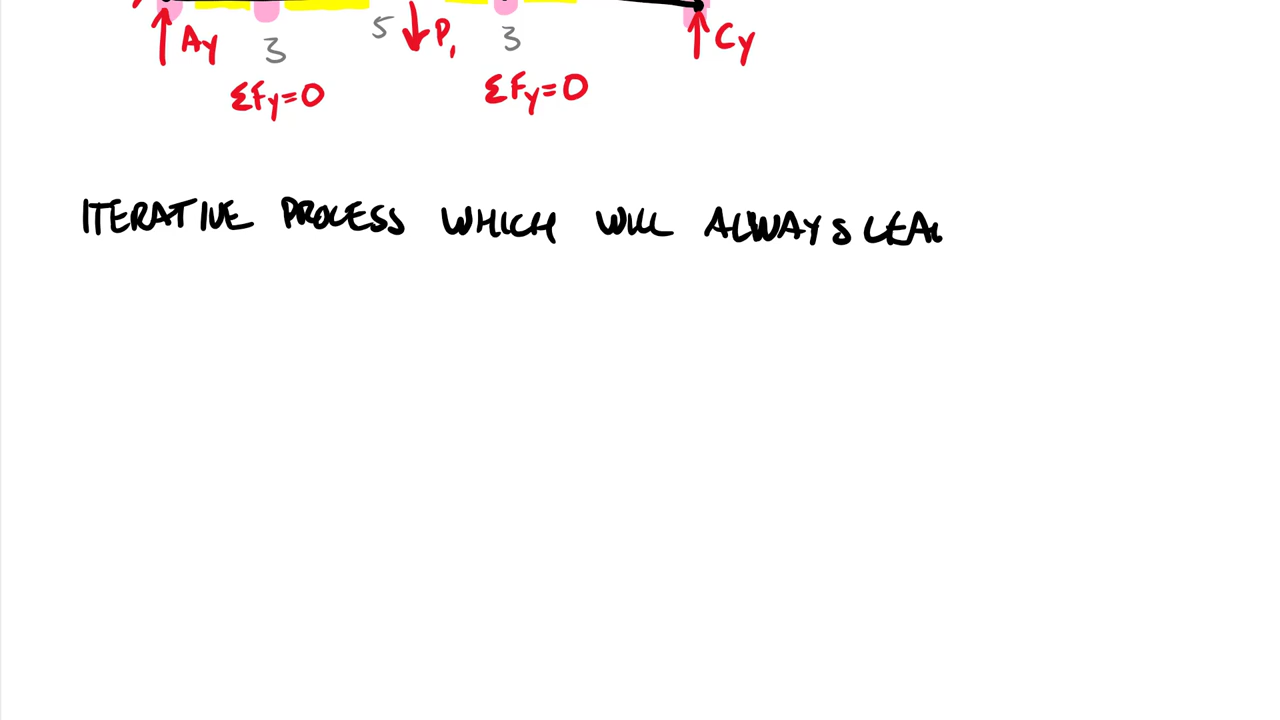 Ay 3 5 P₁ 3 Cy
ΣFy=0 ΣFy=0
ITERATIVE PROCESS WHICH WILL ALWAYS LEA